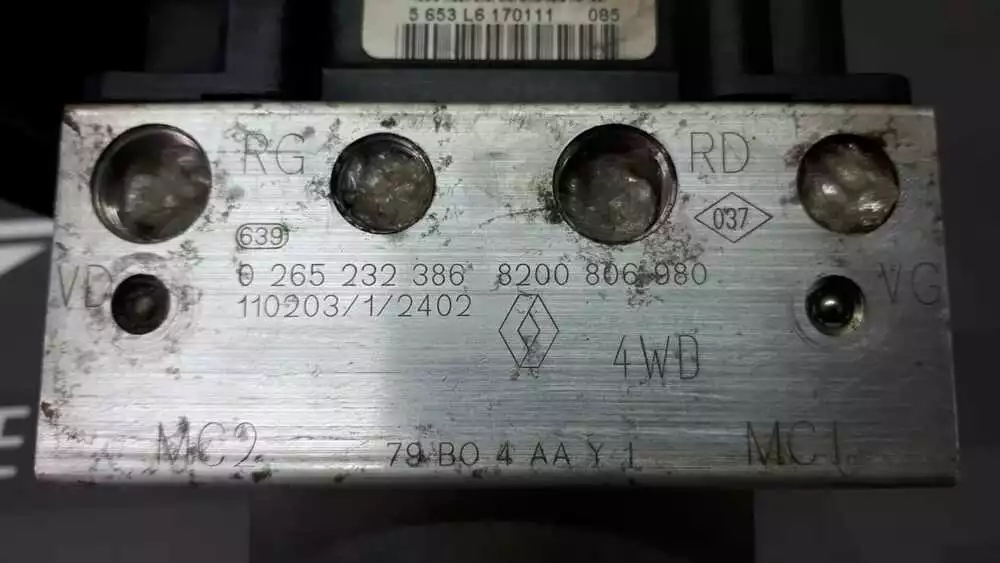 5 653 L6 170111 085
RG RD
037
639
VD 0 265 232 386 8200 806 980 VG
110203/1/2402
4WD
MC2 79 BO 4 AA Y 1 MC1